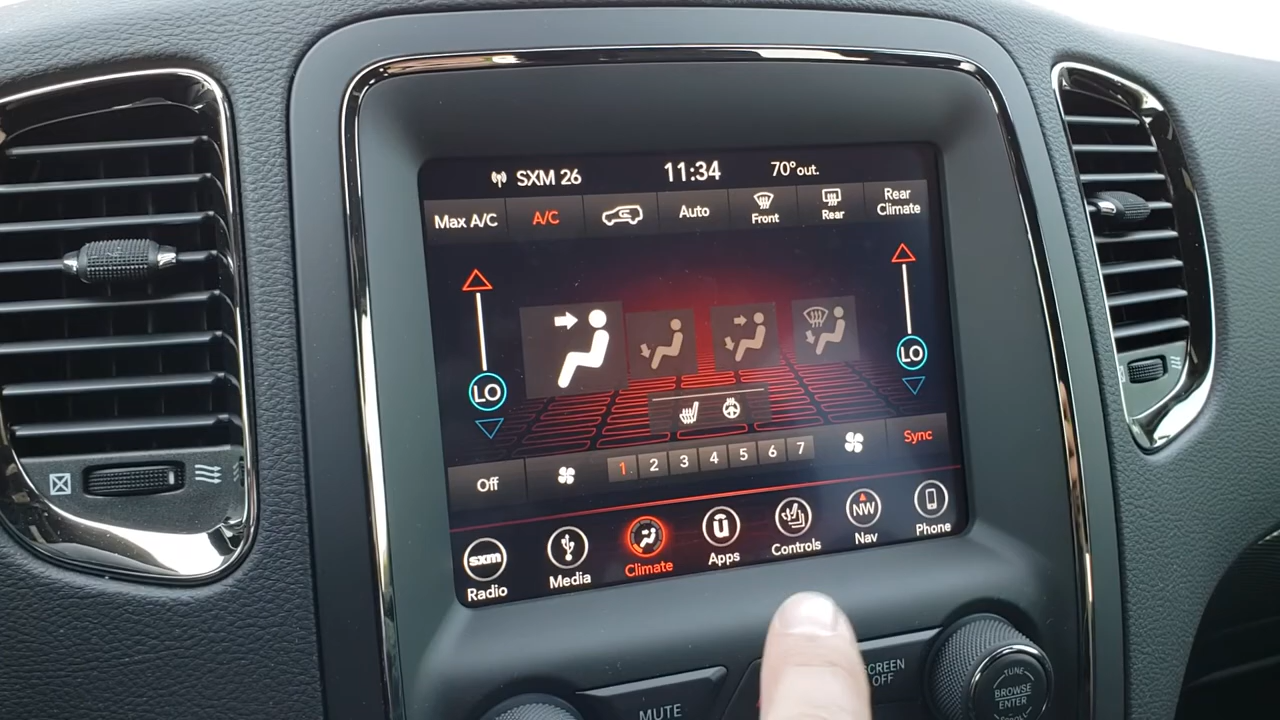 SXM 26 11:34 70° out.
Max A/C A/C Auto Front Rear Rear Climate
LO LO
Off 1 2 3 4 5 6 7 Sync
sxm NW
Radio Media Climate Apps Controls Nav Phone
MUTE SCREEN OFF
TUNE
BROWSE
ENTER
SCROLL